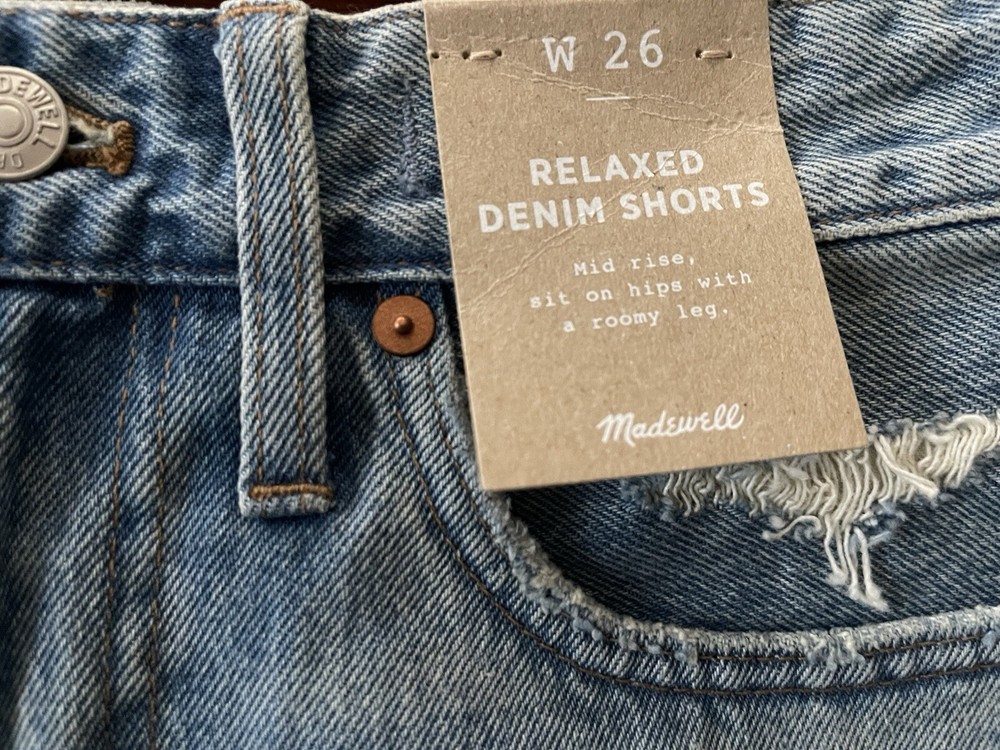 W 26
RELAXED
DENIM SHORTS
Mid rise,
sit on hips with
a roomy leg.
Madewell